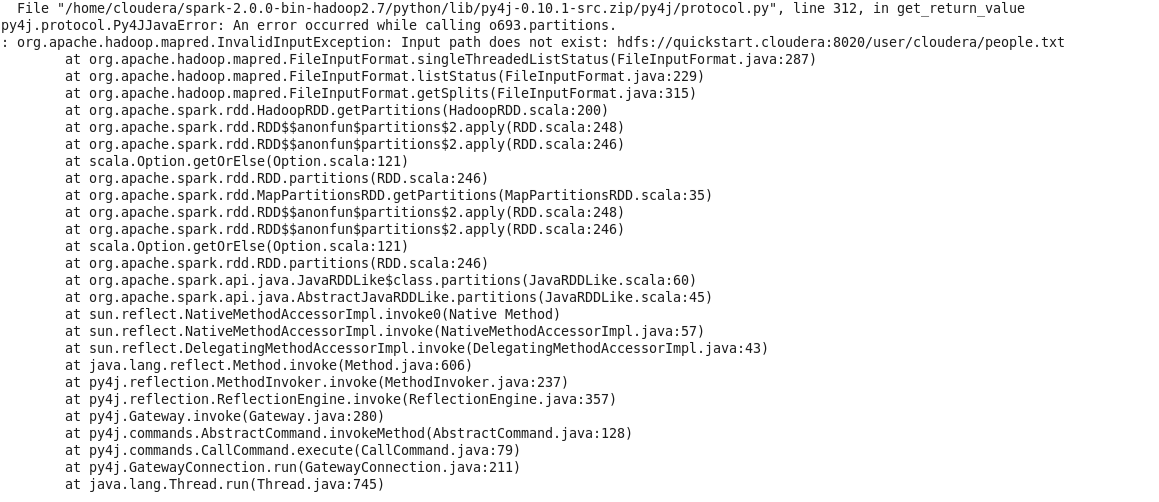 File "/home/cloudera/spark-2.0.0-bin-hadoop2.7/python/lib/py4j-0.10.1-src.zip/py4j/protocol.py", line 312, in get_return_value
py4j.protocol.Py4JJavaError: An error occurred while calling o693.partitions.
: org.apache.hadoop.mapred.InvalidInputException: Input path does not exist: hdfs://quickstart.cloudera:8020/user/cloudera/people.txt
at org.apache.hadoop.mapred.FileInputFormat.singleThreadedListStatus(FileInputFormat.java:287)
at org.apache.hadoop.mapred.FileInputFormat.listStatus(FileInputFormat.java:229)
at org.apache.hadoop.mapred.FileInputFormat.getSplits(FileInputFormat.java:315)
at org.apache.spark.rdd.HadoopRDD.getPartitions(HadoopRDD.scala:200)
at org.apache.spark.rdd.RDD$$anonfun$partitions$2.apply(RDD.scala:248)
at org.apache.spark.rdd.RDD$$anonfun$partitions$2.apply(RDD.scala:246)
at scala.Option.getOrElse(Option.scala:121)
at org.apache.spark.rdd.RDD.partitions(RDD.scala:246)
at org.apache.spark.rdd.MapPartitionsRDD.getPartitions(MapPartitionsRDD.scala:35)
at org.apache.spark.rdd.RDD$$anonfun$partitions$2.apply(RDD.scala:248)
at org.apache.spark.rdd.RDD$$anonfun$partitions$2.apply(RDD.scala:246)
at scala.Option.getOrElse(Option.scala:121)
at org.apache.spark.rdd.RDD.partitions(RDD.scala:246)
at org.apache.spark.api.java.JavaRDDLike$class.partitions(JavaRDDLike.scala:60)
at org.apache.spark.api.java.AbstractJavaRDDLike.partitions(JavaRDDLike.scala:45)
at sun.reflect.NativeMethodAccessorImpl.invoke0(Native Method)
at sun.reflect.NativeMethodAccessorImpl.invoke(NativeMethodAccessorImpl.java:57)
at sun.reflect.DelegatingMethodAccessorImpl.invoke(DelegatingMethodAccessorImpl.java:43)
at java.lang.reflect.Method.invoke(Method.java:606)
at py4j.reflection.MethodInvoker.invoke(MethodInvoker.java:237)
at py4j.reflection.ReflectionEngine.invoke(ReflectionEngine.java:357)
at py4j.Gateway.invoke(Gateway.java:280)
at py4j.commands.AbstractCommand.invokeMethod(AbstractCommand.java:128)
at py4j.commands.CallCommand.execute(CallCommand.java:79)
at py4j.GatewayConnection.run(GatewayConnection.java:211)
at java.lang.Thread.run(Thread.java:745)